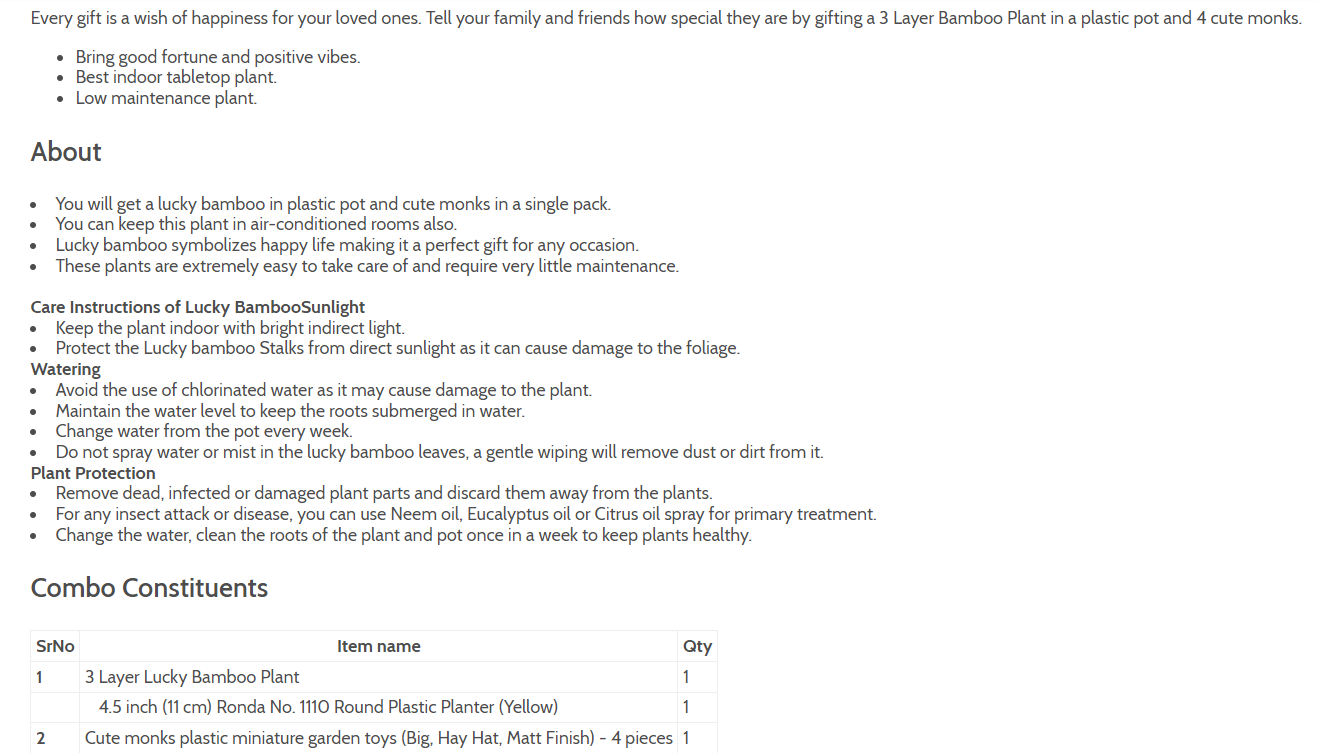 Every gift is a wish of happiness for your loved ones. Tell your family and friends how special they are by gifting a 3 Layer Bamboo Plant in a plastic pot and 4 cute monks.
• Bring good fortune and positive vibes.
• Best indoor tabletop plant.
• Low maintenance plant.
About
• You will get a lucky bamboo in plastic pot and cute monks in a single pack.
• You can keep this plant in air-conditioned rooms also.
• Lucky bamboo symbolizes happy life making it a perfect gift for any occasion.
• These plants are extremely easy to take care of and require very little maintenance.
Care Instructions of Lucky BambooSunlight
• Keep the plant indoor with bright indirect light.
• Protect the Lucky bamboo Stalks from direct sunlight as it can cause damage to the foliage.
Watering
• Avoid the use of chlorinated water as it may cause damage to the plant.
• Maintain the water level to keep the roots submerged in water.
• Change water from the pot every week.
• Do not spray water or mist in the lucky bamboo leaves, a gentle wiping will remove dust or dirt from it.
Plant Protection
• Remove dead, infected or damaged plant parts and discard them away from the plants.
• For any insect attack or disease, you can use Neem oil, Eucalyptus oil or Citrus oil spray for primary treatment.
• Change the water, clean the roots of the plant and pot once in a week to keep plants healthy.
Combo Constituents
SrNo Item name Qty
1 3 Layer Lucky Bamboo Plant 1
4.5 inch (11 cm) Ronda No. 1110 Round Plastic Planter (Yellow) 1
2 Cute monks plastic miniature garden toys (Big, Hay Hat, Matt Finish) - 4 pieces 1